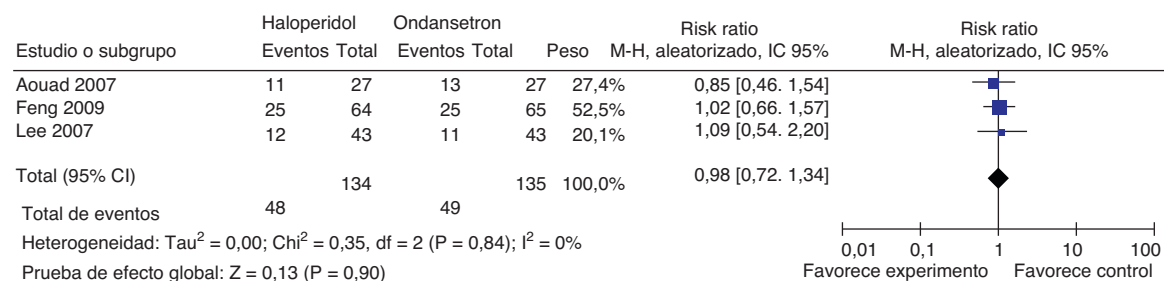 Haloperidol Ondansetron Risk ratio Risk ratio
Estudio o subgrupo Eventos Total Eventos Total Peso M-H, aleatorizado, IC 95% M-H, aleatorizado, IC 95%
Aouad 2007 11 27 13 27 27,4% 0,85 [0,46. 1,54]
Feng 2009 25 64 25 65 52,5% 1,02 [0,66. 1,57]
Lee 2007 12 43 11 43 20,1% 1,09 [0,54. 2,20]
Total (95% CI) 134 135 100,0% 0,98 [0,72. 1,34]
Total de eventos 48 49
Heterogeneidad: Tau² = 0,00; Chi² = 0,35, df = 2 (P = 0,84); I² = 0%
Prueba de efecto global: Z = 0,13 (P = 0,90)
0,01 0,1 1 10 100
Favorece experimento Favorece control